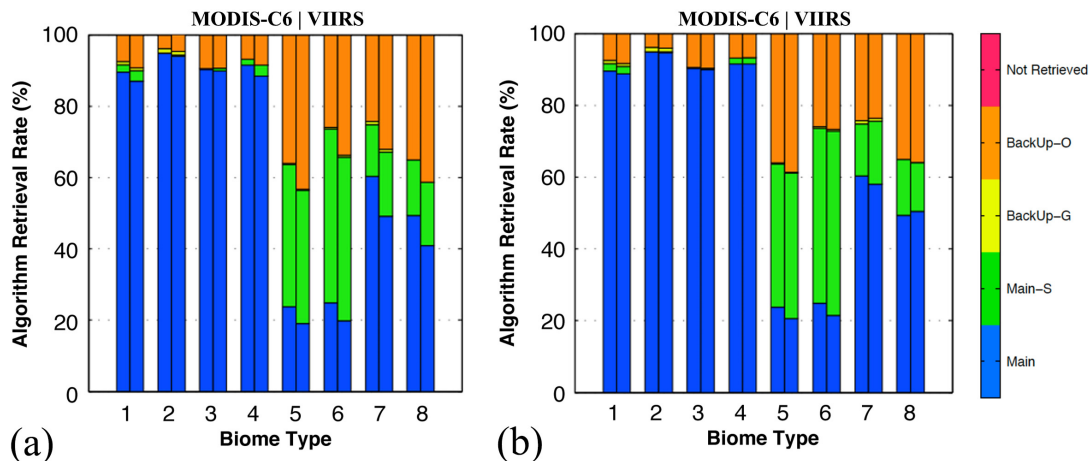 MODIS-C6 | VIIRS
Algorithm Retrieval Rate (%)
100
80
60
40
20
0
1 2 3 4 5 6 7 8
Biome Type
(a)
MODIS-C6 | VIIRS
Algorithm Retrieval Rate (%)
100
80
60
40
20
0
1 2 3 4 5 6 7 8
Biome Type
(b)
Not Retrieved
BackUp-O
BackUp-G
Main-S
Main